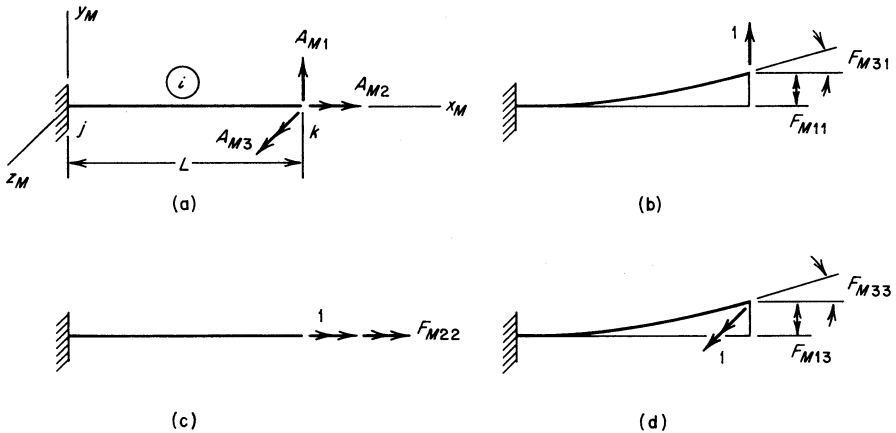 y_M
A_M1
i
A_M2
x_M
j
A_M3
k
z_M
L
(a)
1
F_M31
F_M11
(b)
1
F_M22
(c)
F_M33
F_M13
1
(d)